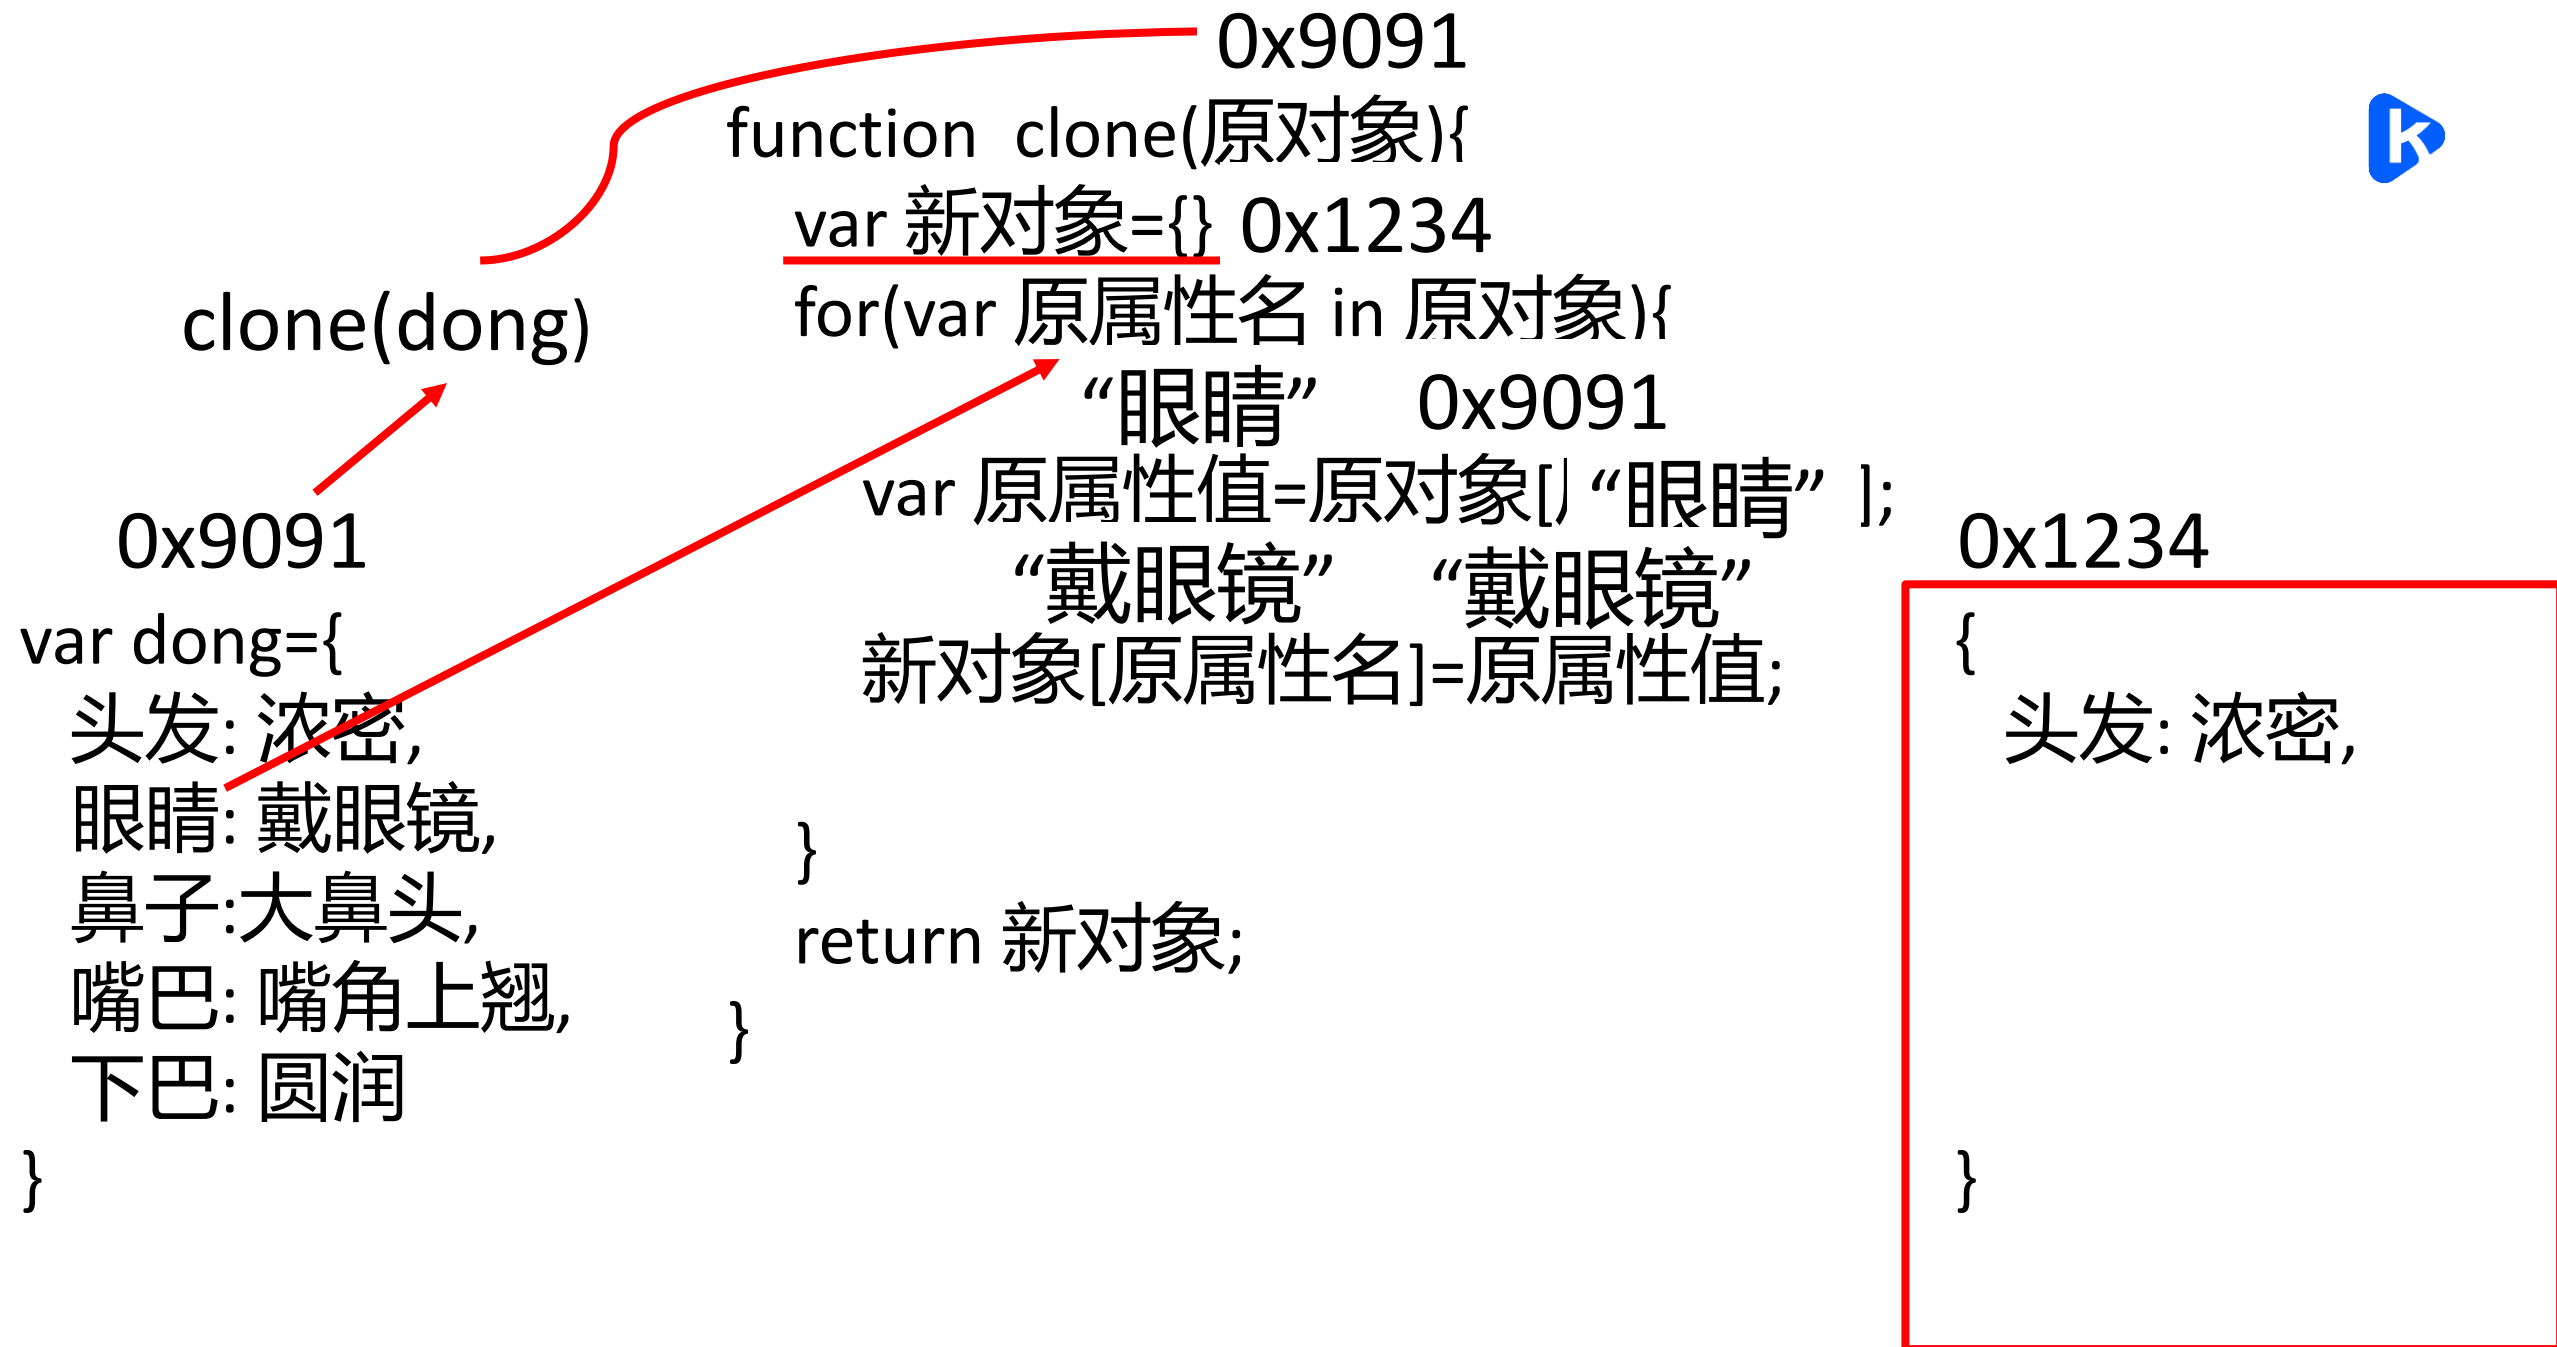 0x9091
function clone(原对象){
var 新对象={} 0x1234
for(var 原属性名 in 原对象){
“眼睛” 0x9091
var 原属性值=原对象[ “眼睛” ];
“戴眼镜” “戴眼镜”
新对象[原属性名]=原属性值;
}
return 新对象;
}
clone(dong)
0x9091
var dong={
头发: 浓密,
眼睛: 戴眼镜,
鼻子:大鼻头,
嘴巴: 嘴角上翘,
下巴: 圆润
}
0x1234
{
头发: 浓密,
}